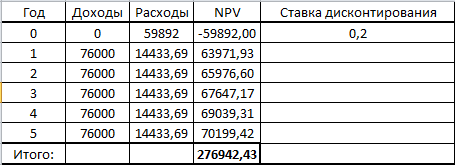 Год Доходы Расходы NPV Ставка дисконтирования
0 0 59892 -59892,00 0,2
1 76000 14433,69 63971,93
2 76000 14433,69 65976,60
3 76000 14433,69 67647,17
4 76000 14433,69 69039,31
5 76000 14433,69 70199,42
Итого: 276942,43